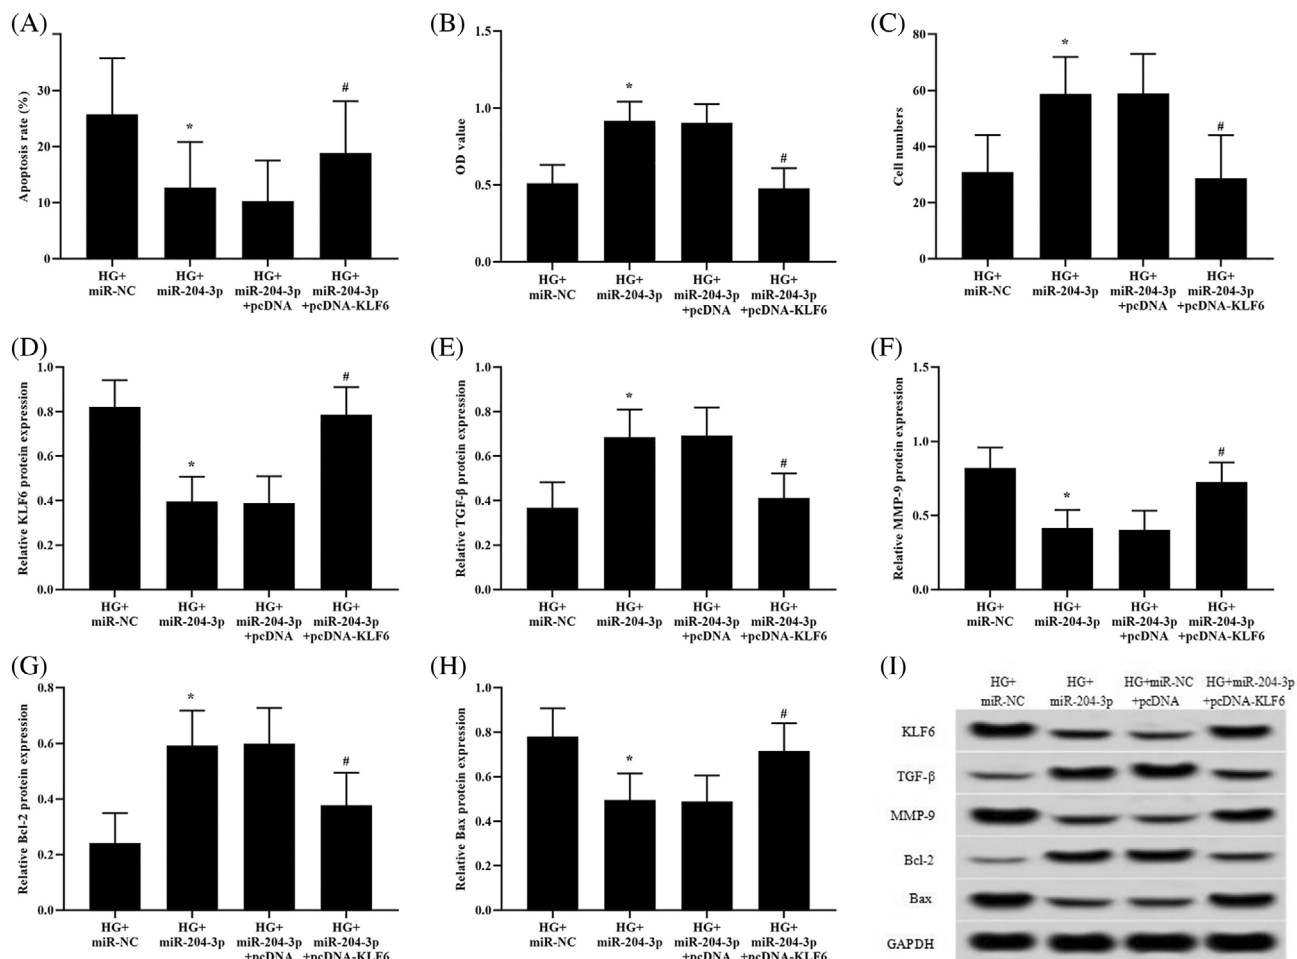 (A)
Apoptosis rate (%)
30
20
10
0
*
#
HG+
miR-NC
HG+
miR-204-3p
HG+
miR-204-3p
+pcDNA
HG+
miR-204-3p
+pcDNA-KLF6
(B)
OD value
1.5
1.0
0.5
0.0
*
#
HG+
miR-NC
HG+
miR-204-3p
HG+
miR-204-3p
+pcDNA
HG+
miR-204-3p
+pcDNA-KLF6
(C)
Cell numbers
80
60
40
20
0
*
#
HG+
miR-NC
HG+
miR-204-3p
HG+
miR-204-3p
+pcDNA
HG+
miR-204-3p
+pcDNA-KLF6
(D)
Relative KLF6 protein expression
1.0
0.8
0.6
0.4
0.2
0.0
*
#
HG+
miR-NC
HG+
miR-204-3p
HG+
miR-204-3p
+pcDNA
HG+
miR-204-3p
+pcDNA-KLF6
(E)
Relative TGF-β protein expression
1.0
0.8
0.6
0.4
0.2
0.0
*
#
HG+
miR-NC
HG+
miR-204-3p
HG+
miR-204-3p
+pcDNA
HG+
miR-204-3p
+pcDNA-KLF6
(F)
Relative MMP-9 protein expression
1.5
1.0
0.5
0.0
*
#
HG+
miR-NC
HG+
miR-204-3p
HG+
miR-204-3p
+pcDNA
HG+
miR-204-3p
+pcDNA-KLF6
(G)
Relative Bcl-2 protein expression
0.8
0.6
0.4
0.2
0.0
*
#
HG+
miR-NC
HG+
miR-204-3p
HG+
miR-204-3p
+pcDNA
HG+
miR-204-3p
+pcDNA-KLF6
(H)
Relative Bax protein expression
1.0
0.8
0.6
0.4
0.2
0.0
*
#
HG+
miR-NC
HG+
miR-204-3p
HG+
miR-204-3p
+pcDNA
HG+
miR-204-3p
+pcDNA-KLF6
(I)
HG+
miR-NC
HG+
miR-204-3p
HG+miR-NC
+pcDNA
HG+miR-204-3p
+pcDNA-KLF6
KLF6
TGF-β
MMP-9
Bcl-2
Bax
GAPDH